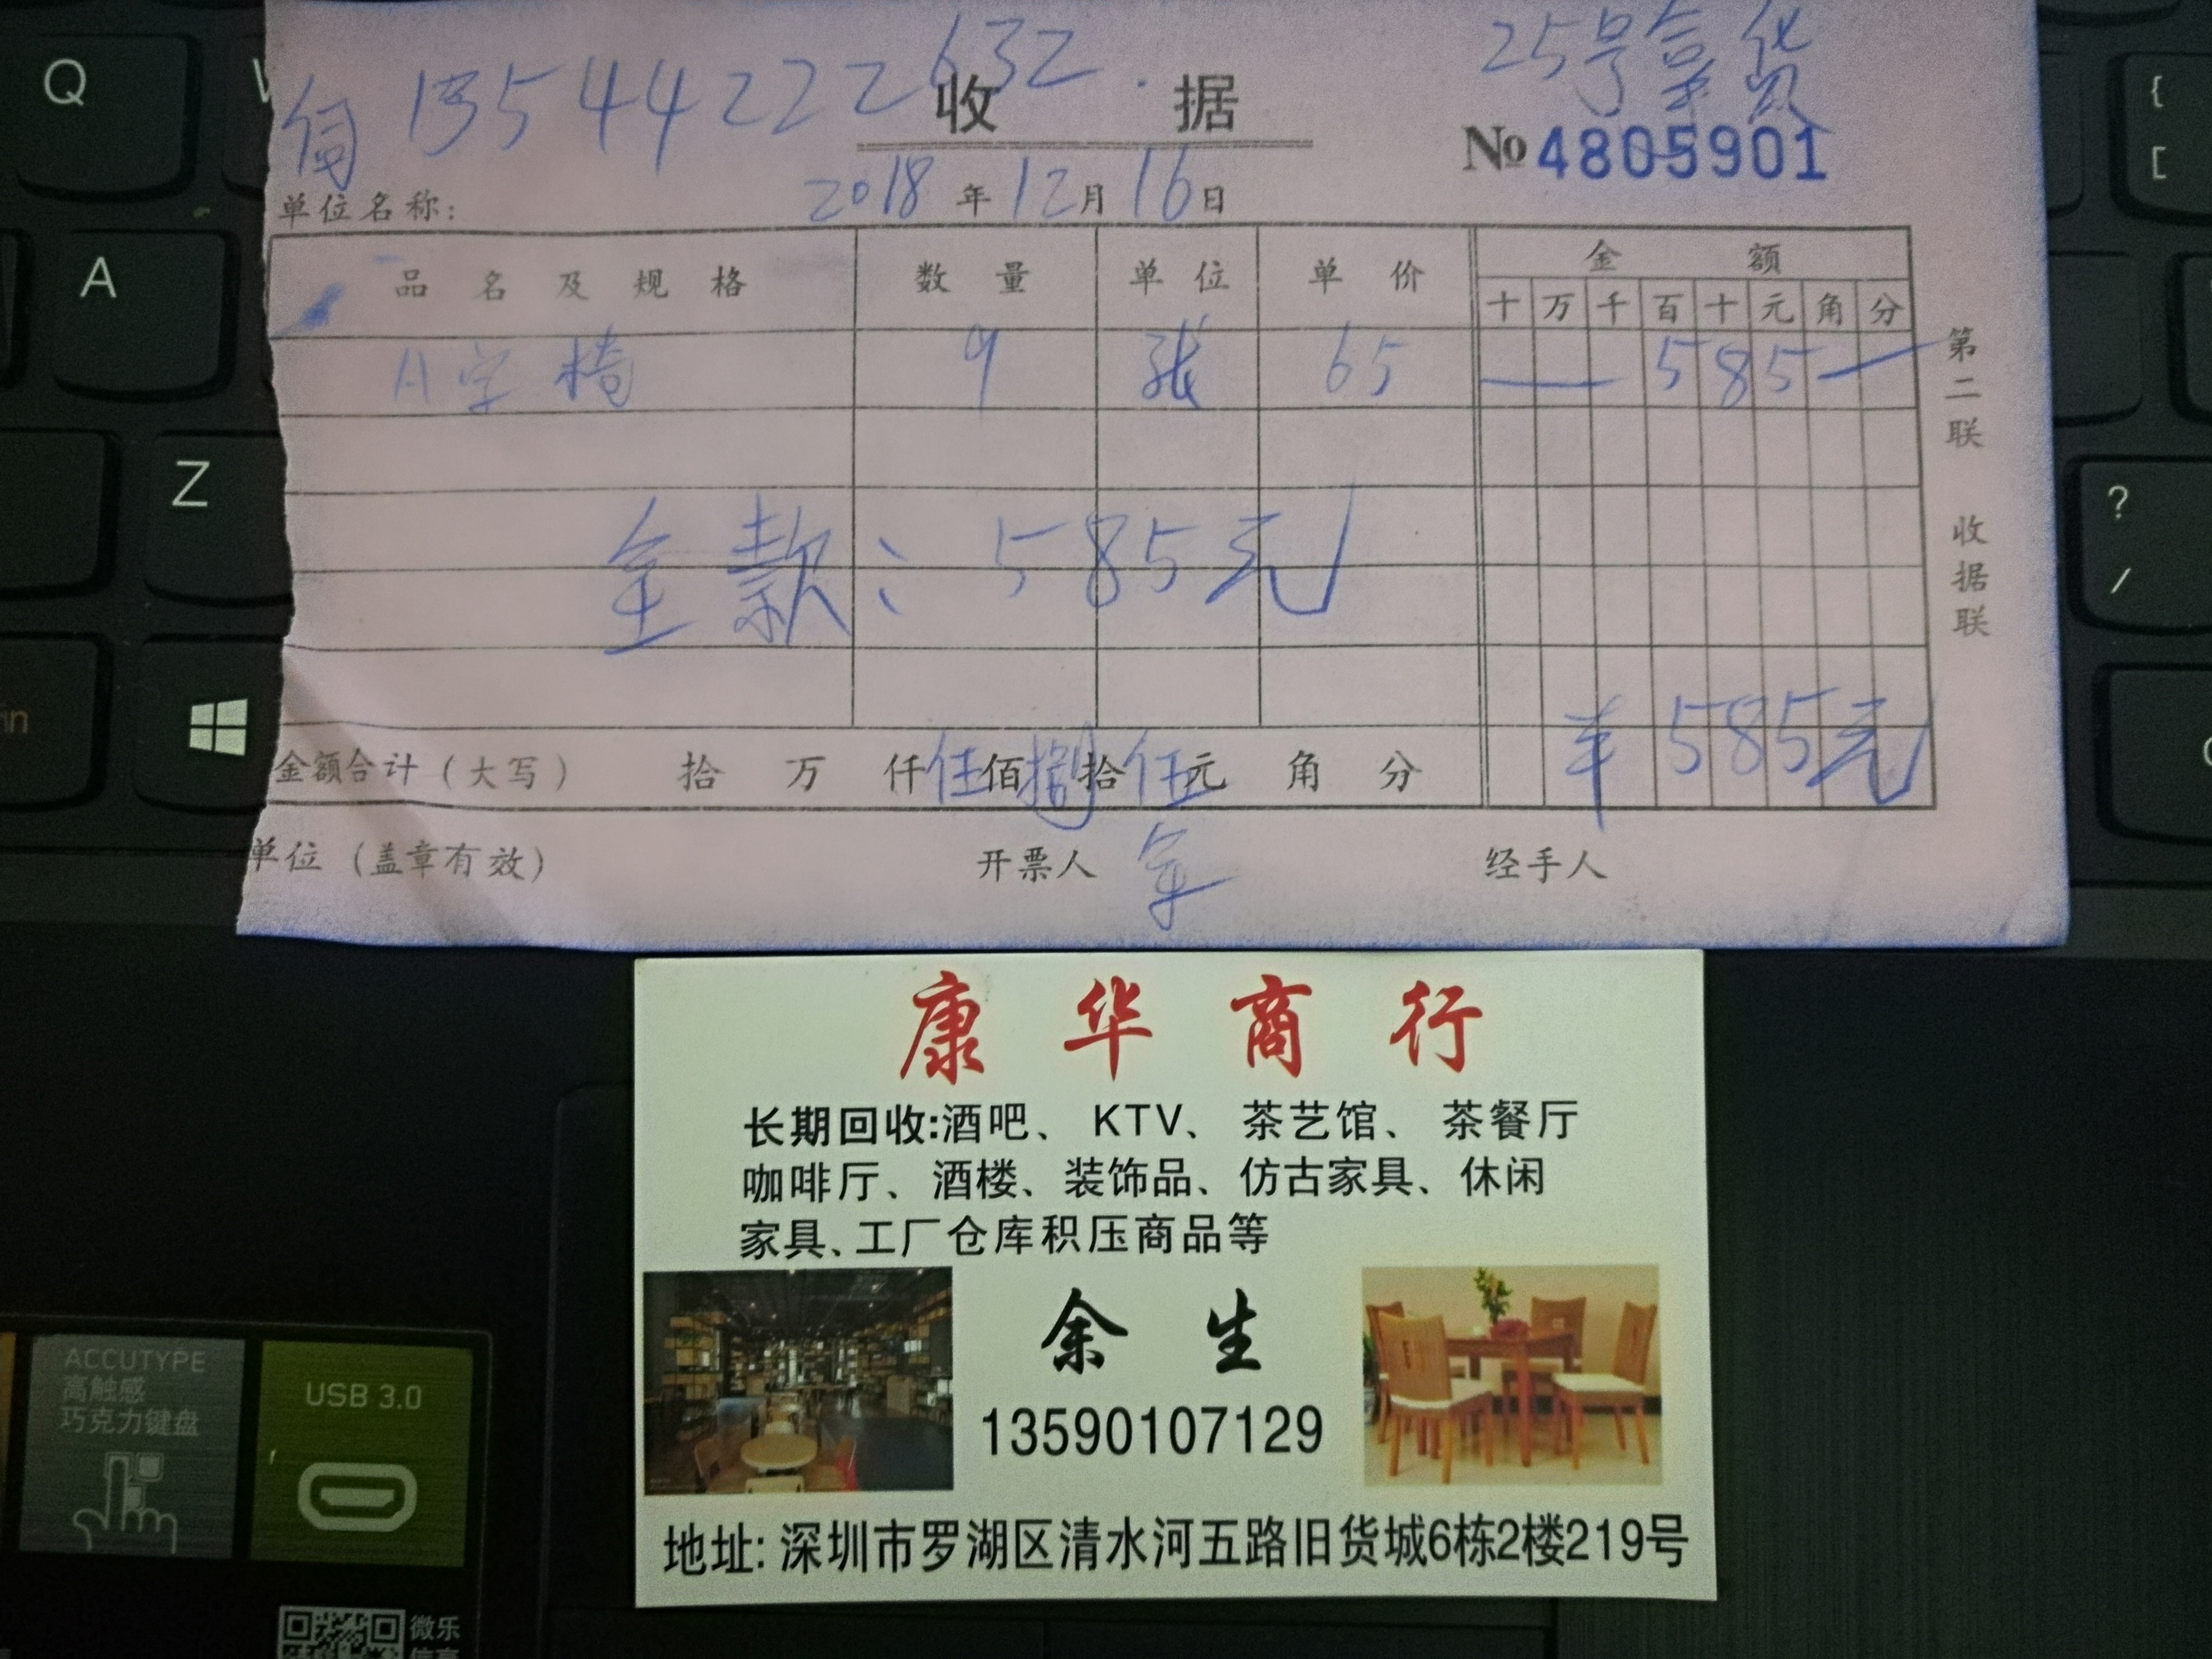 13544222632.
25号拿货
收 据
№4805901
2018 年 12 月 16 日
单位名称:
品 名 及 规 格 数 量 单 位 单 价 金 额
十 万 千 百 十 元 角 分
A字椅 9 张 65 585
全款: 585元
¥585元
金额合计(大写) 拾 万 仟 伍佰 捌拾 伍元 角 分
单位(盖章有效) 开票人 经手人
第二联 收据联
康华商行
长期回收:酒吧、KTV、茶艺馆、茶餐厅
咖啡厅、酒楼、装饰品、仿古家具、休闲
家具、工厂仓库积压商品等
余生
13590107129
地址: 深圳市罗湖区清水河五路旧货城6栋2楼219号
Q
A
Z
{
[
?
/
ACCUTYPE
高触感
巧克力键盘
USB 3.0
微乐